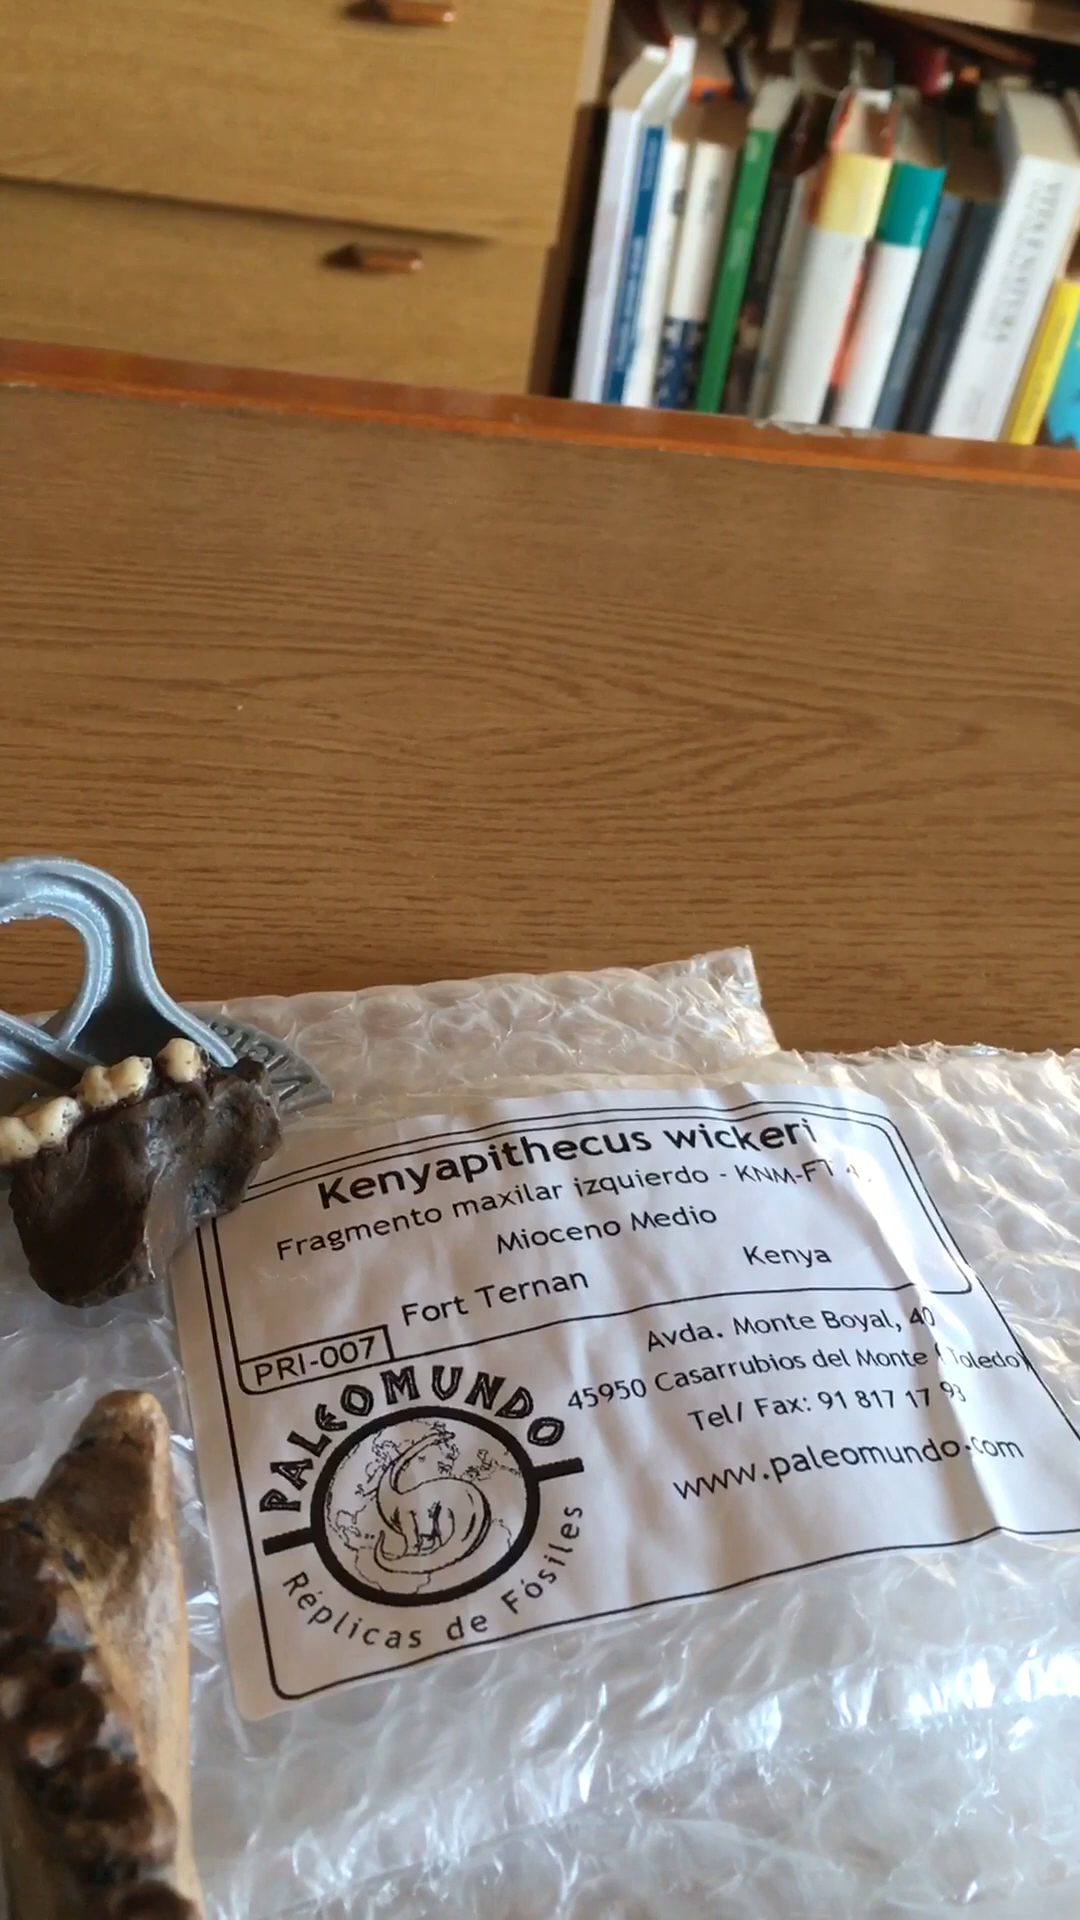 Kenyapithecus wickeri
Fragmento maxilar izquierdo - KNM-FT
Mioceno Medio
Fort Ternan Kenya
PRI-007
PALEOMUNDO
Réplicas de Fósiles
Avda. Monte Boyal, 40
45950 Casarrubios del Monte (Toledo)
Tel/ Fax: 91 817 17 93
www.paleomundo.com